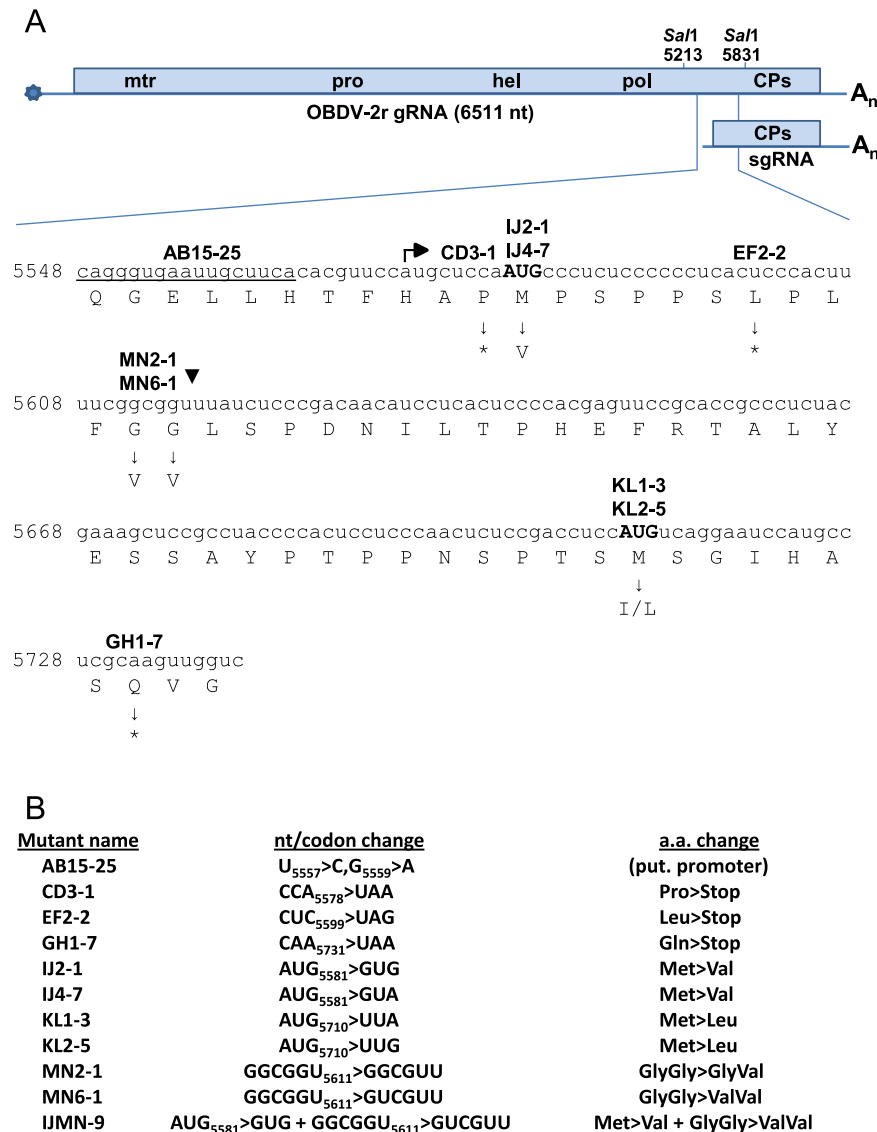 A
Sal1 Sal1
5213 5831
mtr pro hel pol CPs An
OBDV-2r gRNA (6511 nt)
CPs An
sgRNA
IJ2-1
AB15-25 CD3-1 IJ4-7 EF2-2
5548 cagggugaauugcuucacacguuccaugcuccaAUGcccucuccccccucacucccacuu
Q G E L L H T F H A P M P S P P S L P L
↓ ↓ ↓
* V *
MN2-1
MN6-1
5608 uucggcgguuuaucucccgacaacauccucacuccccacgaguuccgcaccgcccucuac
F G G L S P D N I L T P H E F R T A L Y
↓ ↓
V V
KL1-3
KL2-5
5668 gaaagcuccgccuaccccacuccucccaacucuccgaccuccAUGucaggaauccaugcc
E S S A Y P T P P N S P T S M S G I H A
↓
I/L
GH1-7
5728 ucgcaaguugguc
S Q V G
↓
*
B
Mutant name nt/codon change a.a. change
AB15-25 U5557>C,G5559>A (put. promoter)
CD3-1 CCA5578>UAA Pro>Stop
EF2-2 CUC5599>UAG Leu>Stop
GH1-7 CAA5731>UAA Gln>Stop
IJ2-1 AUG5581>GUG Met>Val
IJ4-7 AUG5581>GUA Met>Val
KL1-3 AUG5710>UUA Met>Leu
KL2-5 AUG5710>UUG Met>Leu
MN2-1 GGCGGU5611>GGCGUU GlyGly>GlyVal
MN6-1 GGCGGU5611>GUCGUU GlyGly>ValVal
IJMN-9 AUG5581>GUG + GGCGGU5611>GUCGUU Met>Val + GlyGly>ValVal